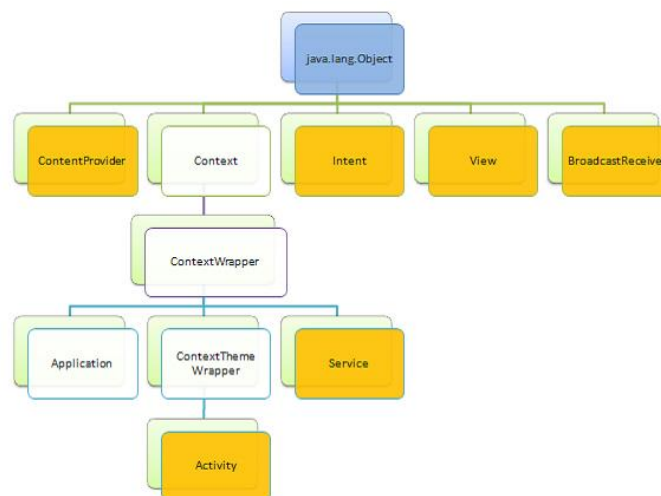 java.lang.Object
ContentProvider
Context
Intent
View
BroadcastReceive
ContextWrapper
Application
ContextTheme
Wrapper
Service
Activity